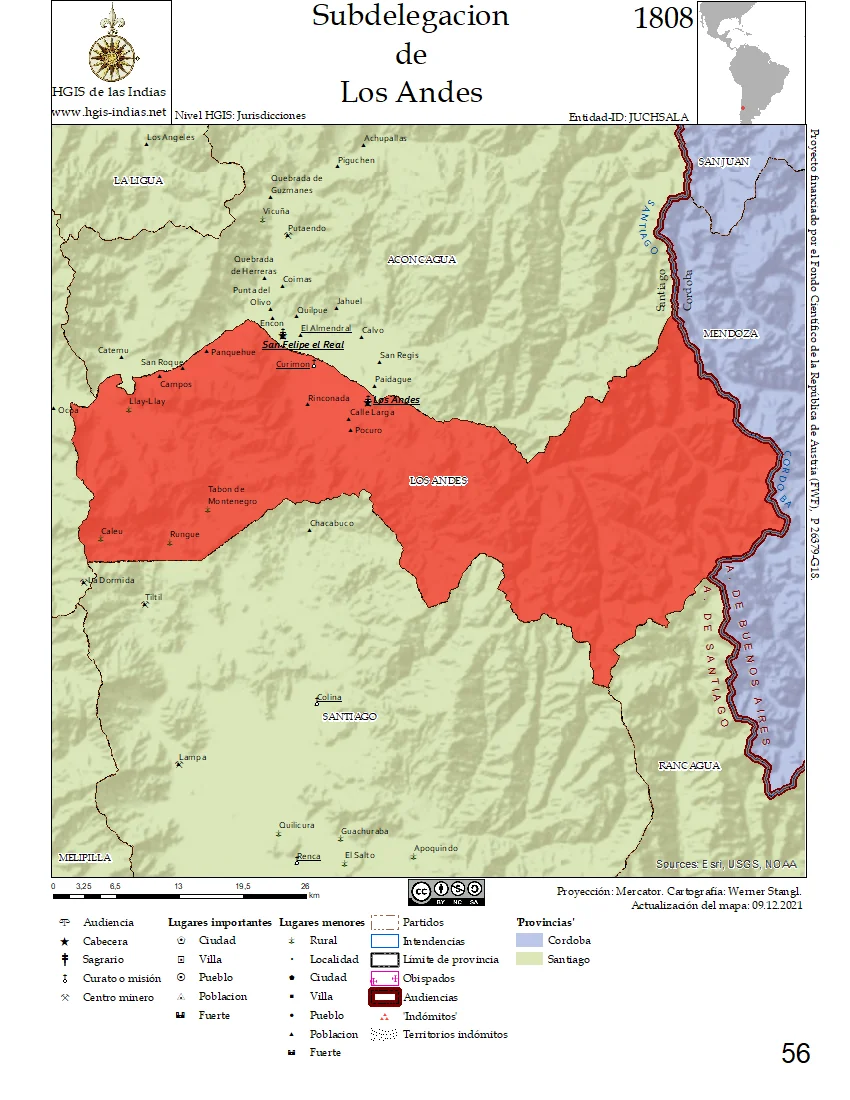 Subdelegacion
de
Los Andes
1808
HGIS de las Indias
www.hgis-indias.net
Nivel HGIS: Jurisdicciones
Entidad-ID: JUCHSALA
Los Angeles
Achupallas
SAN JUAN
Piguchen
LA LIGUA
Quebrada de
Guzmanes
Vicuña
SANTIAGO
Putaendo
Quebrada
de Herreras
ACONCAGUA
Coimas
Santiago
Cordoba
Punta del
Olivo
Jahuel
Quilpue
Encon
El Almendral
Calvo
MENDOZA
San Felipe el Real
Catemu
Panquehue
San Regis
San Roque
Curimon
Campos
Paidague
Llay-Llay
Rinconada
Los Andes
Ocoa
Calle Larga
Pocuro
CORDOBA
LOS ANDES
Tabon de
Montenegro
Chacabuco
Caleu
Rungue
La Dormida
Tiltil
A. DE BUENOS AIRES
A. DE SANTIAGO
Colina
SANTIAGO
Lampa
RANCAGUA
Quilicura
Guachuraba
Apoquindo
MELIPILLA
Renca
El Salto
Sources: Esri, USGS, NOAA
Proyecto financiado por el Fondo Científico de la República de Austria (FWF), P 26379-G18.
0 3,25 6,5 13 19,5 26
km
cc
BY NC SA
Proyección: Mercator. Cartografía: Werner Stangl.
Actualización del mapa: 09.12.2021
Audiencia
Cabecera
Sagrario
Curato o misión
Centro minero
Lugares importantes
Ciudad
Villa
Pueblo
Poblacion
Fuerte
Lugares menores
Rural
Localidad
Ciudad
Villa
Pueblo
Poblacion
Fuerte
Partidos
Intendencias
Límite de provincia
Obispados
Audiencias
'Indómitos'
Territorios indómitos
'Provincias'
Cordoba
Santiago
56